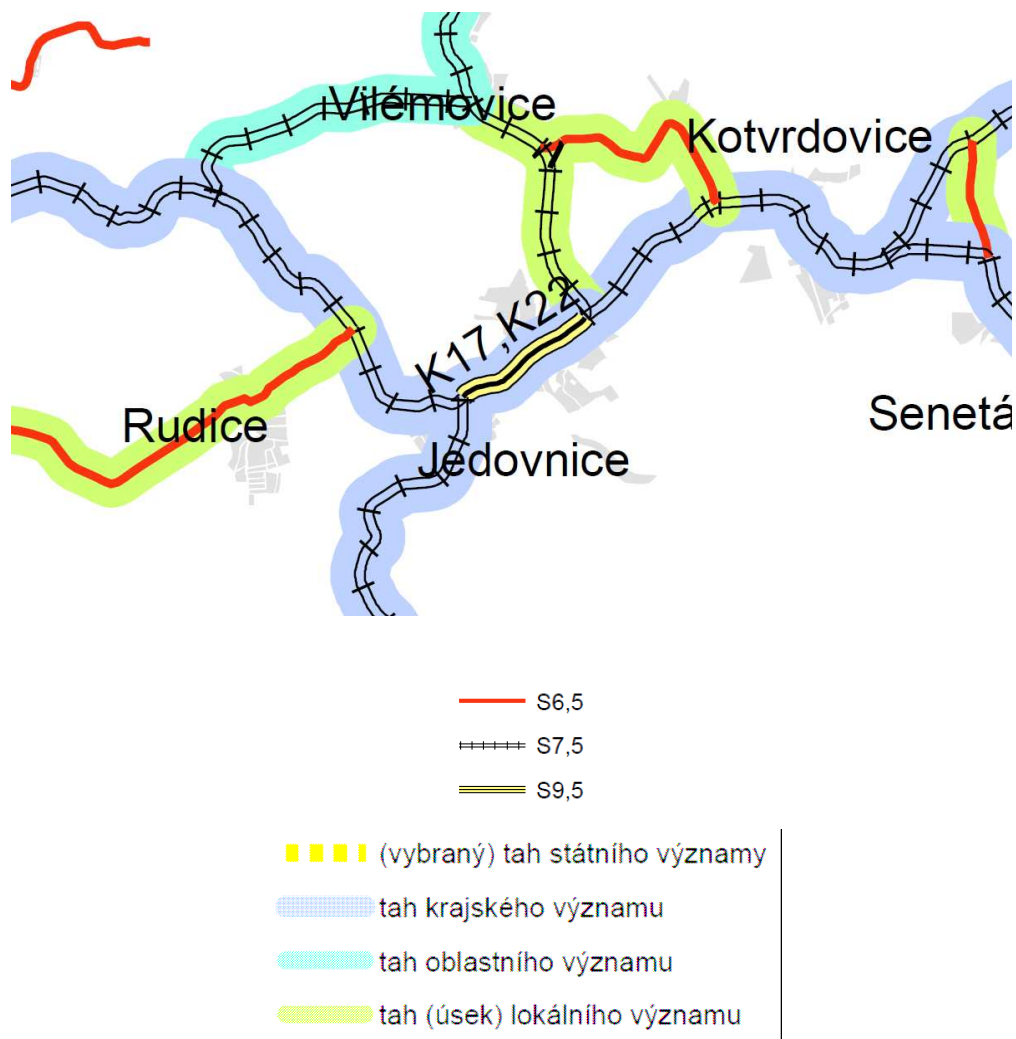 Vilémovice
Kotvrdovice
K17,K22
Rudice
Senetá
Jedovnice
S6,5
S7,5
S9,5
(vybraný) tah státního významy
tah krajského významu
tah oblastního významu
tah (úsek) lokálního významu